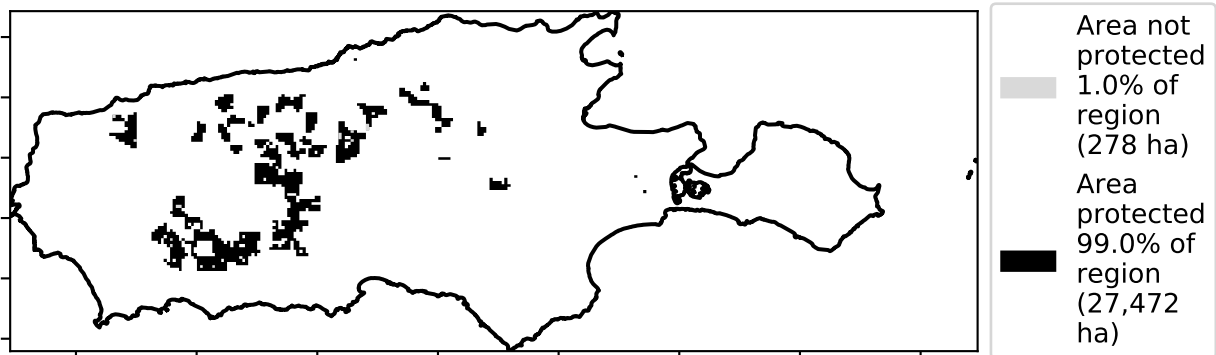 Area not
protected
1.0% of
region
(278 ha)
Area
protected
99.0% of
region
(27,472
ha)